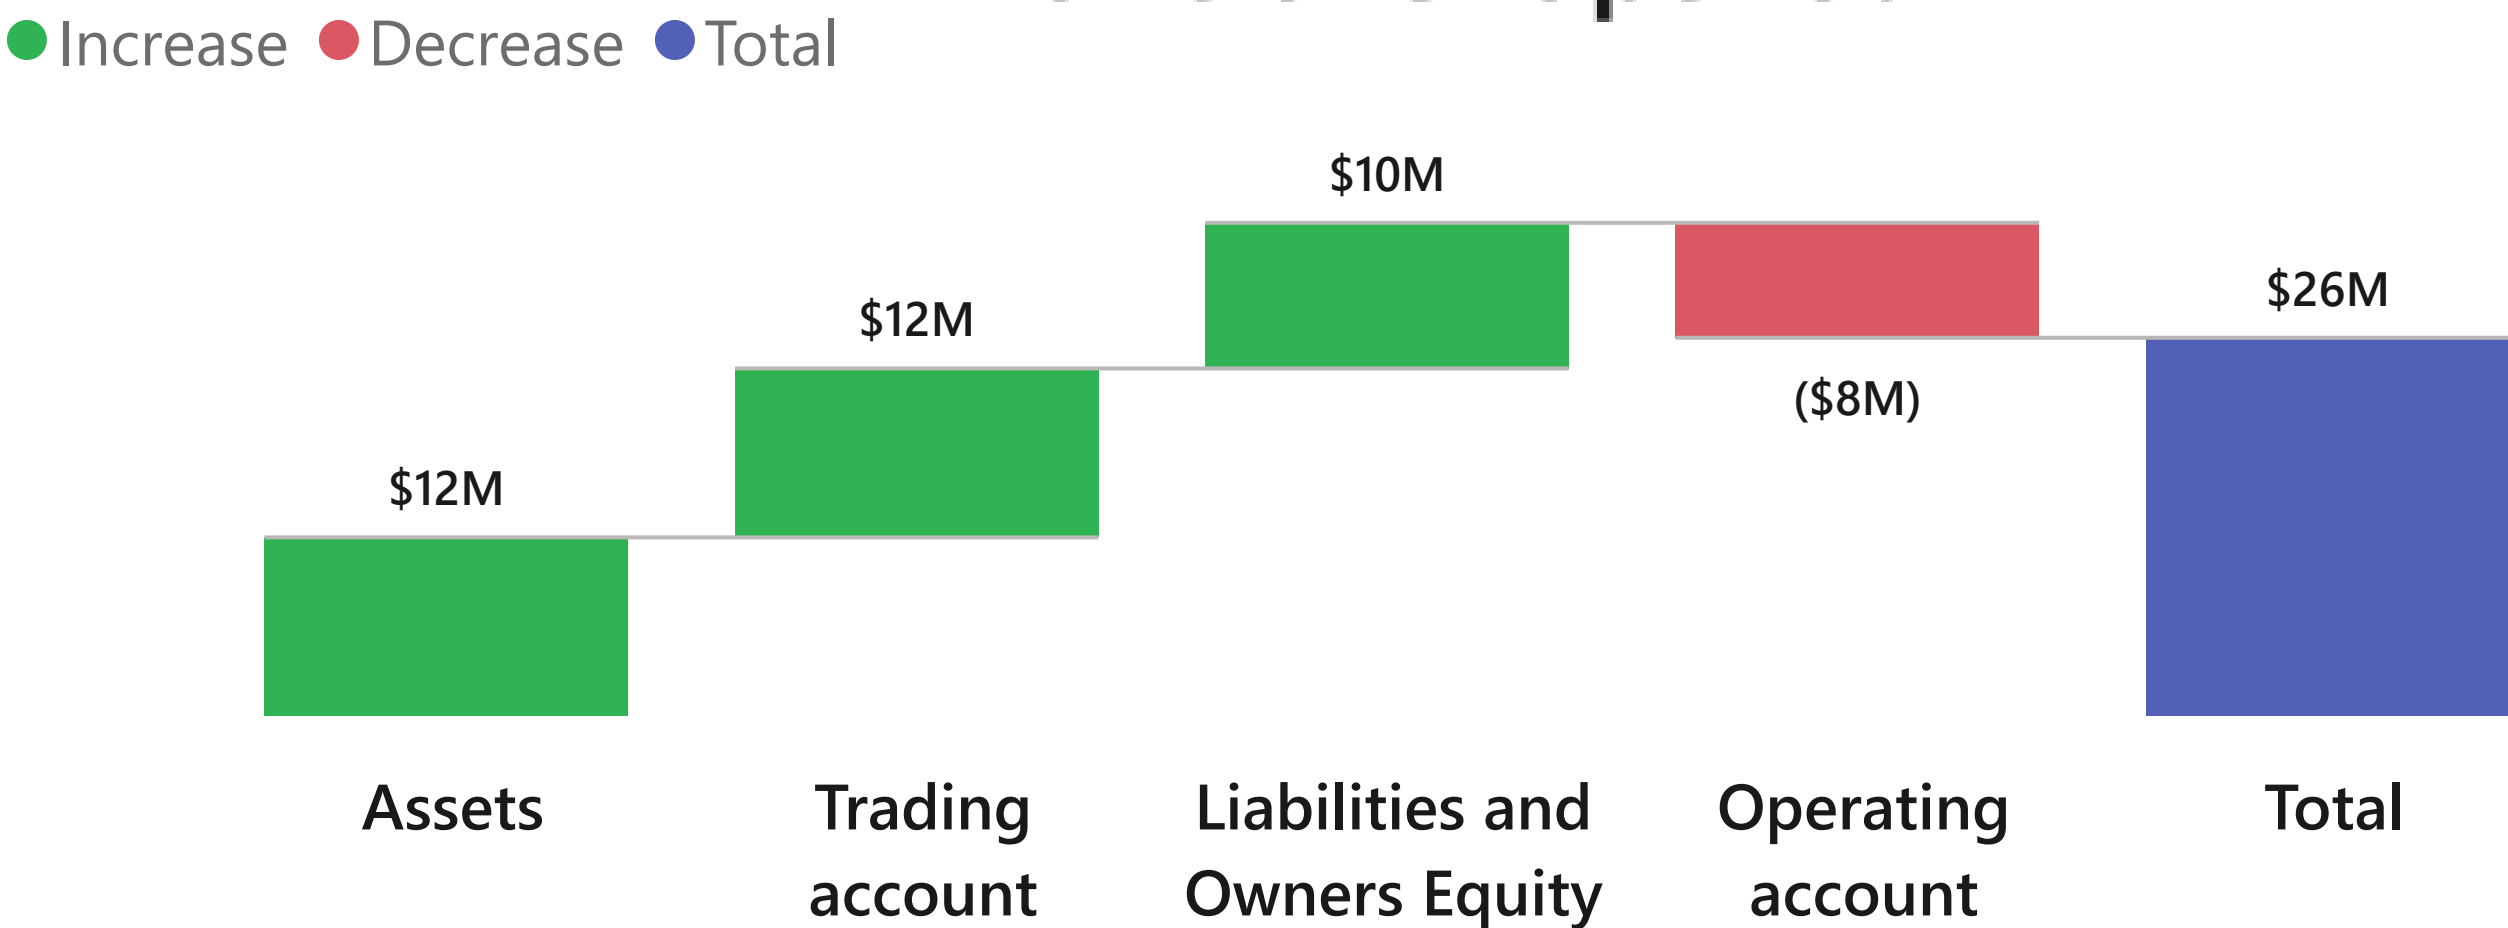 Increase Decrease Total
$10M
$26M
$12M
($8M)
$12M
Assets Trading Liabilities and Operating Total
account Owners Equity account